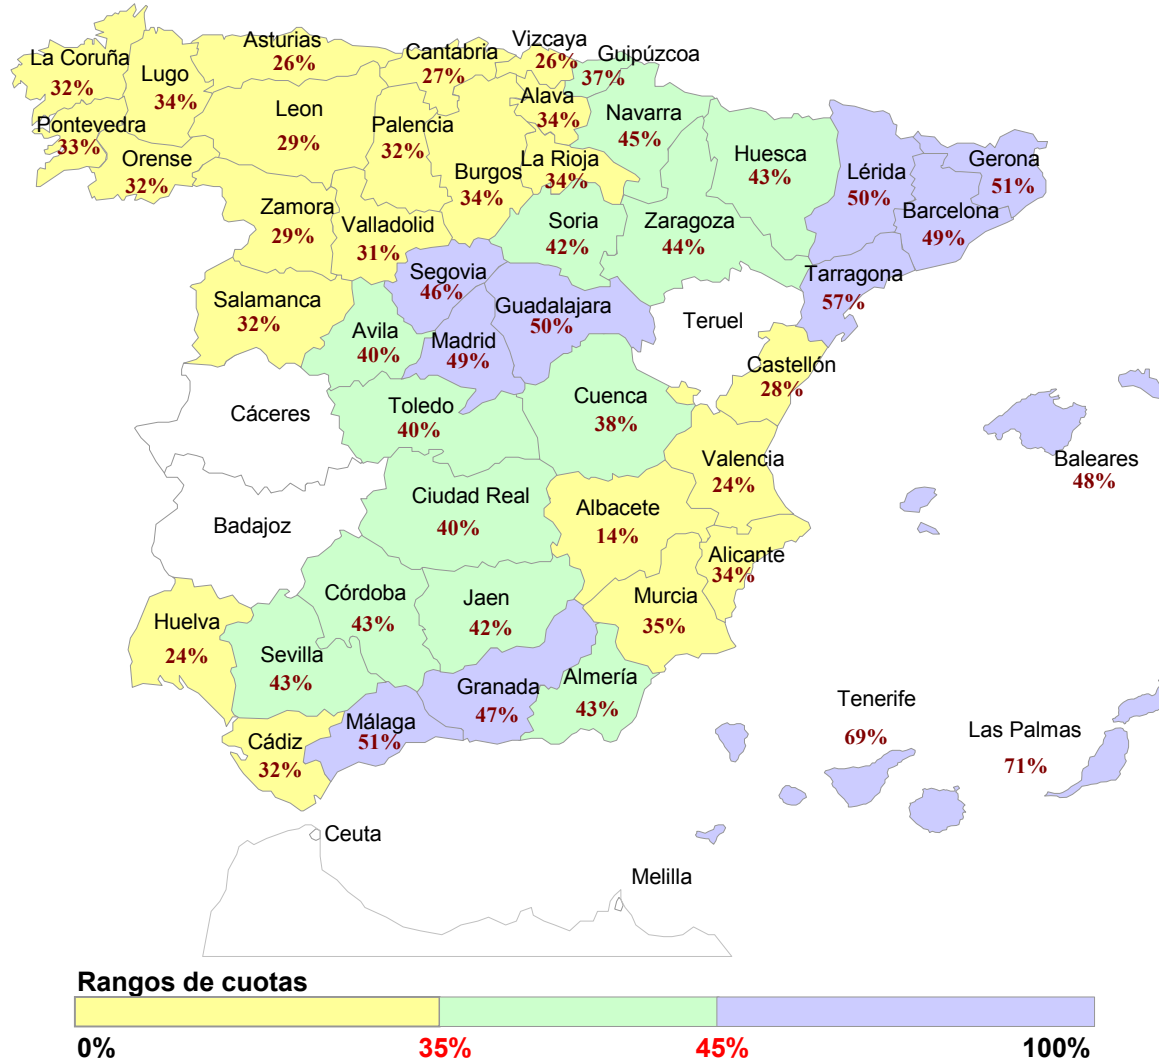 Asturias
26%
Cantabria
27%
Vizcaya
26%
Guipúzcoa
37%
La Coruña
32%
Lugo
34%
Leon
29%
Palencia
32%
Alava
34%
Navarra
45%
Pontevedra
33%
Orense
32%
Burgos
34%
La Rioja
34%
Huesca
43%
Lérida
50%
Gerona
51%
Barcelona
49%
Zamora
29%
Valladolid
31%
Soria
42%
Zaragoza
44%
Tarragona
57%
Segovia
46%
Guadalajara
50%
Salamanca
32%
Avila
40%
Madrid
49%
Teruel
Castellón
28%
Cáceres
Toledo
40%
Cuenca
38%
Valencia
24%
Baleares
48%
Badajoz
Ciudad Real
40%
Albacete
14%
Alicante
34%
Huelva
24%
Córdoba
43%
Jaen
42%
Murcia
35%
Sevilla
43%
Granada
47%
Almería
43%
Cádiz
32%
Málaga
51%
Tenerife
69%
Las Palmas
71%
Ceuta
Melilla
Rangos de cuotas
0% 35% 45% 100%